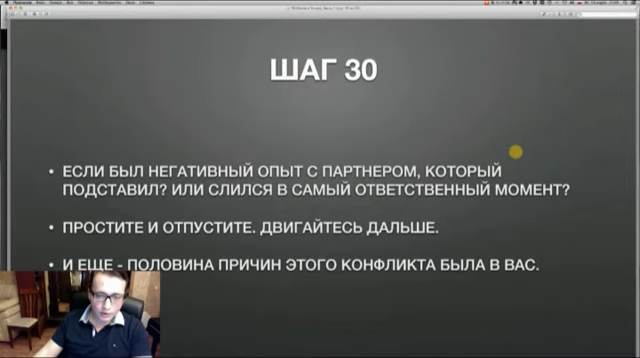 ШАГ 30
• ЕСЛИ БЫЛ НЕГАТИВНЫЙ ОПЫТ С ПАРТНЕРОМ, КОТОРЫЙ
ПОДСТАВИЛ? ИЛИ СЛИЛСЯ В САМЫЙ ОТВЕТСТВЕННЫЙ МОМЕНТ?
• ПРОСТИТЕ И ОТПУСТИТЕ. ДВИГАЙТЕСЬ ДАЛЬШЕ.
• И ЕЩЕ - ПОЛОВИНА ПРИЧИН ЭТОГО КОНФЛИКТА БЫЛА В ВАС.